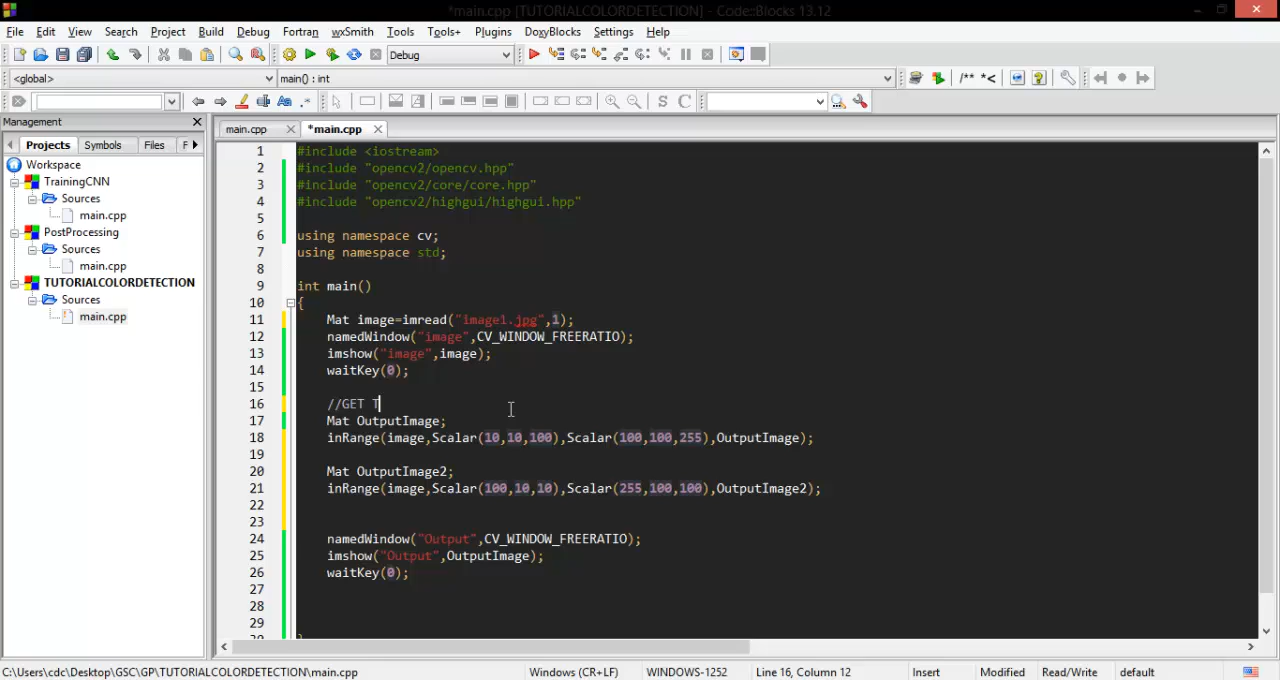 *main.cpp [TUTORIALCOLORDETECTION] - Code::Blocks 13.12
File Edit View Search Project Build Debug Fortran wxSmith Tools Tools+ Plugins DoxyBlocks Settings Help
Debug
<global> main() : int /** *<
Aa .* S C
Management main.cpp *main.cpp
Projects Symbols Files F
Workspace
TrainingCNN
Sources
main.cpp
PostProcessing
Sources
main.cpp
TUTORIALCOLORDETECTION
Sources
main.cpp
1 #include <iostream>
2 #include "opencv2/opencv.hpp"
3 #include "opencv2/core/core.hpp"
4 #include "opencv2/highgui/highgui.hpp"
5
6 using namespace cv;
7 using namespace std;
8
9 int main()
10 {
11 Mat image=imread("image1.jpg",1);
12 namedWindow("image",CV_WINDOW_FREERATIO);
13 imshow("image",image);
14 waitKey(0);
15
16 //GET T
17 Mat OutputImage;
18 inRange(image,Scalar(10,10,100),Scalar(100,100,255),OutputImage);
19
20 Mat OutputImage2;
21 inRange(image,Scalar(100,10,10),Scalar(255,100,100),OutputImage2);
22
23
24 namedWindow("Output",CV_WINDOW_FREERATIO);
25 imshow("Output",OutputImage);
26 waitKey(0);
27
28
29
C:\Users\cdc\Desktop\GSC\GP\TUTORIALCOLORDETECTION\main.cpp Windows (CR+LF) WINDOWS-1252 Line 16, Column 12 Insert Modified Read/Write default